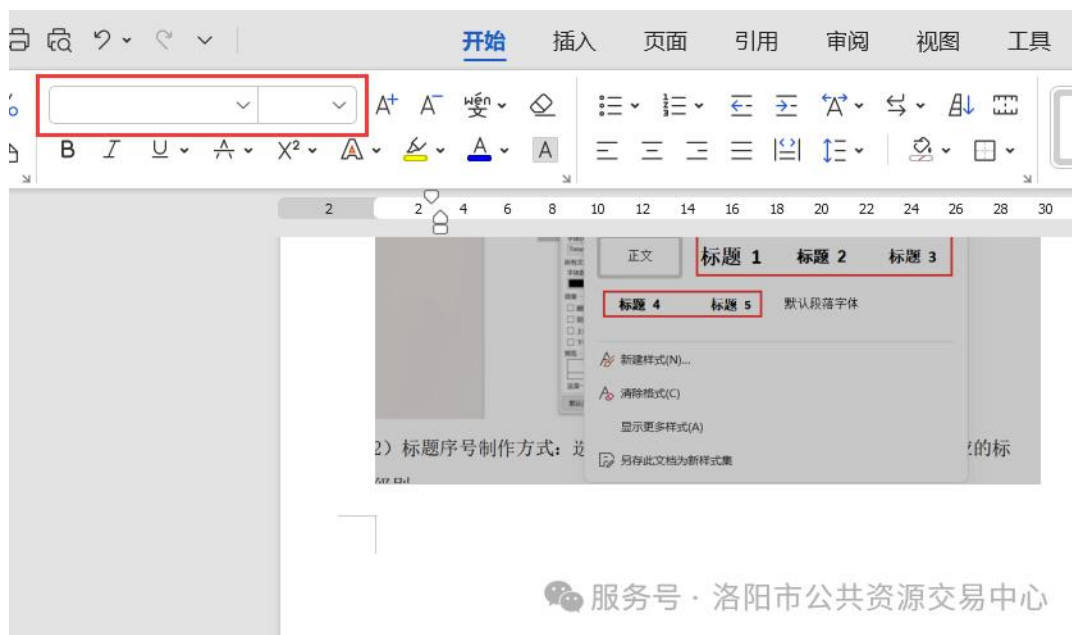 开始 插入 页面 引用 审阅 视图 工具
A+ A- wén 变
B I U A X² A A A
2 2 4 6 8 10 12 14 16 18 20 22 24 26 28 30
正文 标题 1 标题 2 标题 3
标题 4 标题 5 默认段落字体
新建样式(N)...
清除格式(C)
显示更多样式(A)
2）标题序号制作方式：
的标
另存此文档为新样式集
服务号 · 洛阳市公共资源交易中心